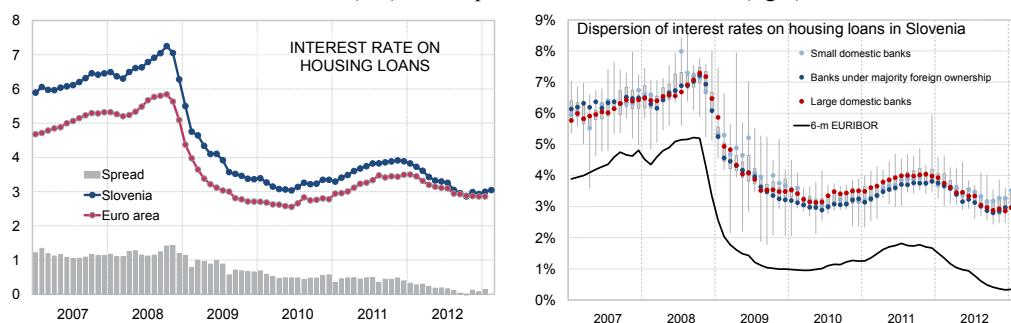 INTEREST RATE ON
HOUSING LOANS
8
7
6
5
4
3
2
1
0
Spread
Slovenia
Euro area
2007 2008 2009 2010 2011 2012
Dispersion of interest rates on housing loans in Slovenia
9%
8%
7%
6%
5%
4%
3%
2%
1%
0%
Small domestic banks
Banks under majority foreign ownership
Large domestic banks
6-m EURIBOR
2007 2008 2009 2010 2011 2012